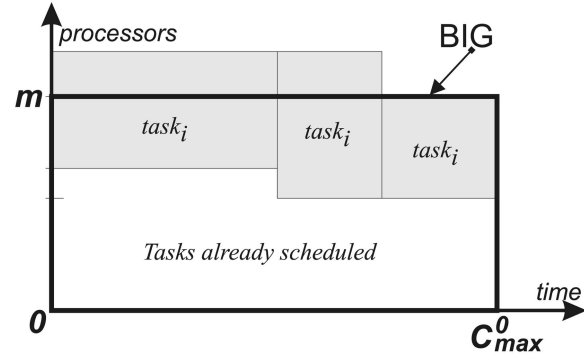 processors
BIG
m
task_i
task_i
task_i
Tasks already scheduled
time
0
C^0_max